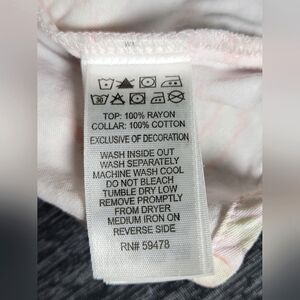 TOP: 100% RAYON
COLLAR: 100% COTTON
EXCLUSIVE OF DECORATION
WASH INSIDE OUT
WASH SEPARATELY
MACHINE WASH COOL
DO NOT BLEACH
TUMBLE DRY LOW
REMOVE PROMPTLY
FROM DRYER
MEDIUM IRON ON
REVERSE SIDE
RN# 59478